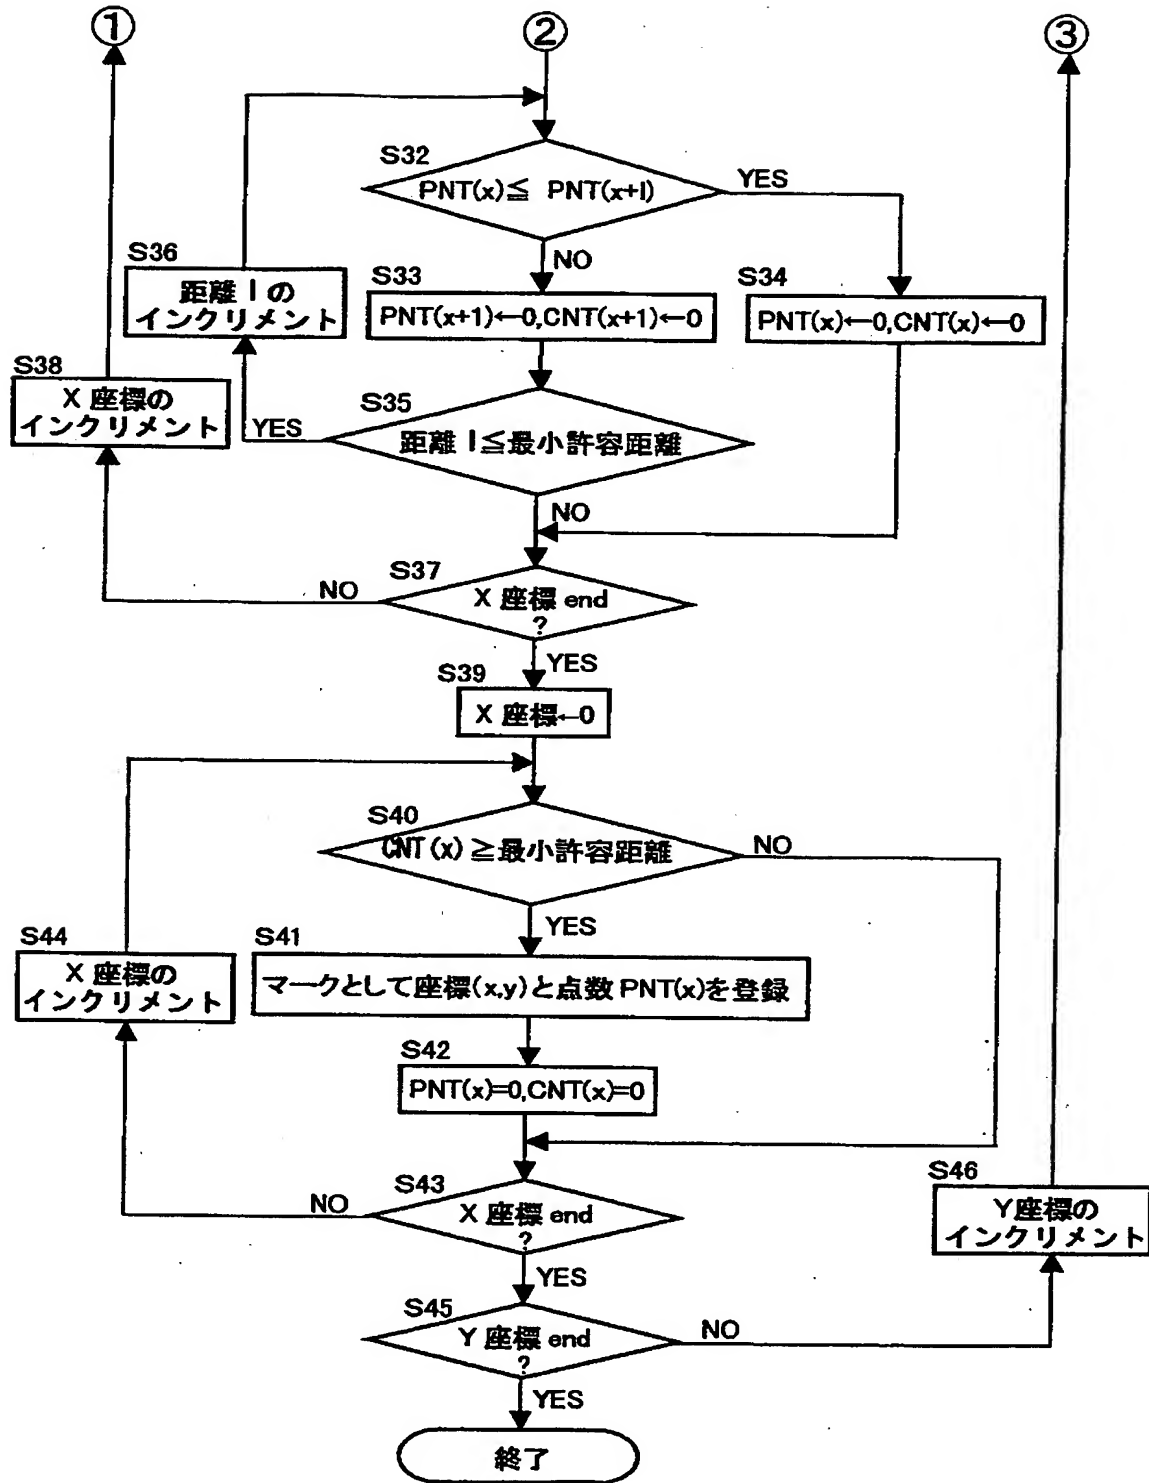 ①
②
③
S32
PNT(x)≦ PNT(x+l)
YES
NO
S36
距離 l の
インクリメント
S33
PNT(x+1)←0,CNT(x+1)←0
S34
PNT(x)←0,CNT(x)←0
S38
X 座標の
インクリメント
S35
距離 l≦最小許容距離
YES
NO
S37
X 座標 end
?
NO
YES
S39
X 座標←0
S40
CNT(x)≧最小許容距離
NO
YES
S44
X 座標の
インクリメント
S41
マークとして座標(x,y)と点数 PNT(x)を登録
S42
PNT(x)=0,CNT(x)=0
S43
X 座標 end
?
NO
YES
S46
Y座標の
インクリメント
S45
Y 座標 end
?
NO
YES
終了